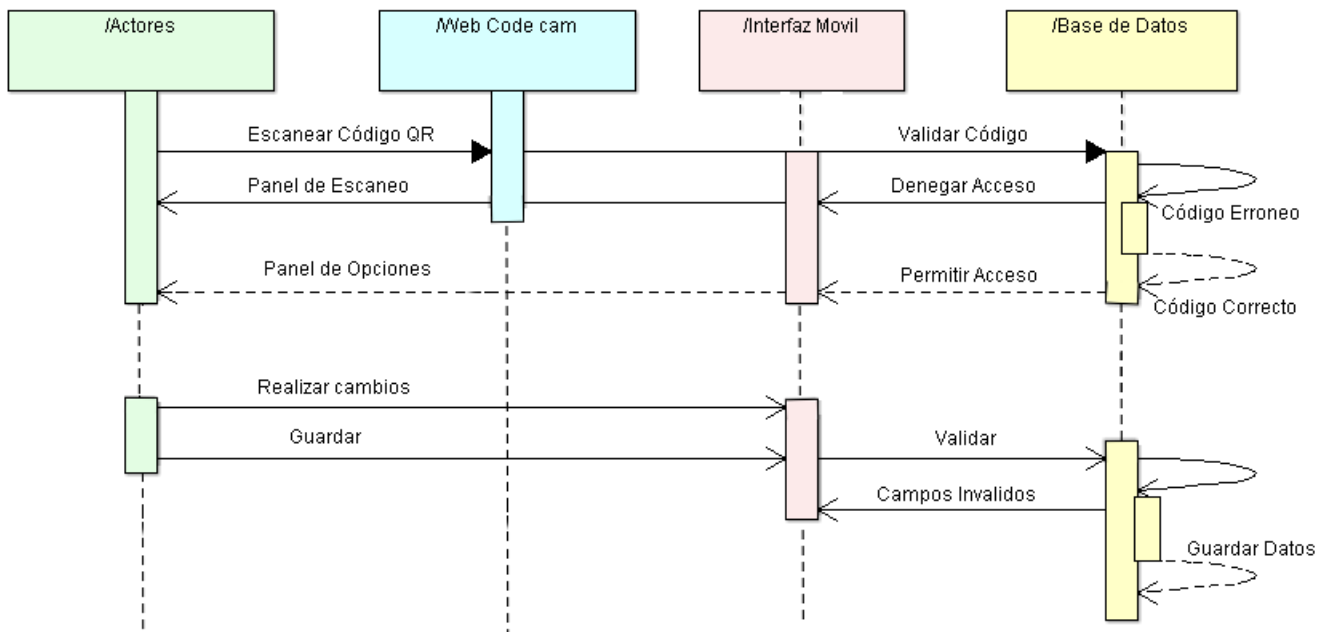 /Actores
/Web Code cam
/Interfaz Movil
/Base de Datos
Escanear Código QR
Validar Código
Panel de Escaneo
Denegar Acceso
Código Erroneo
Panel de Opciones
Permitir Acceso
Código Correcto
Realizar cambios
Guardar
Validar
Campos Invalidos
Guardar Datos